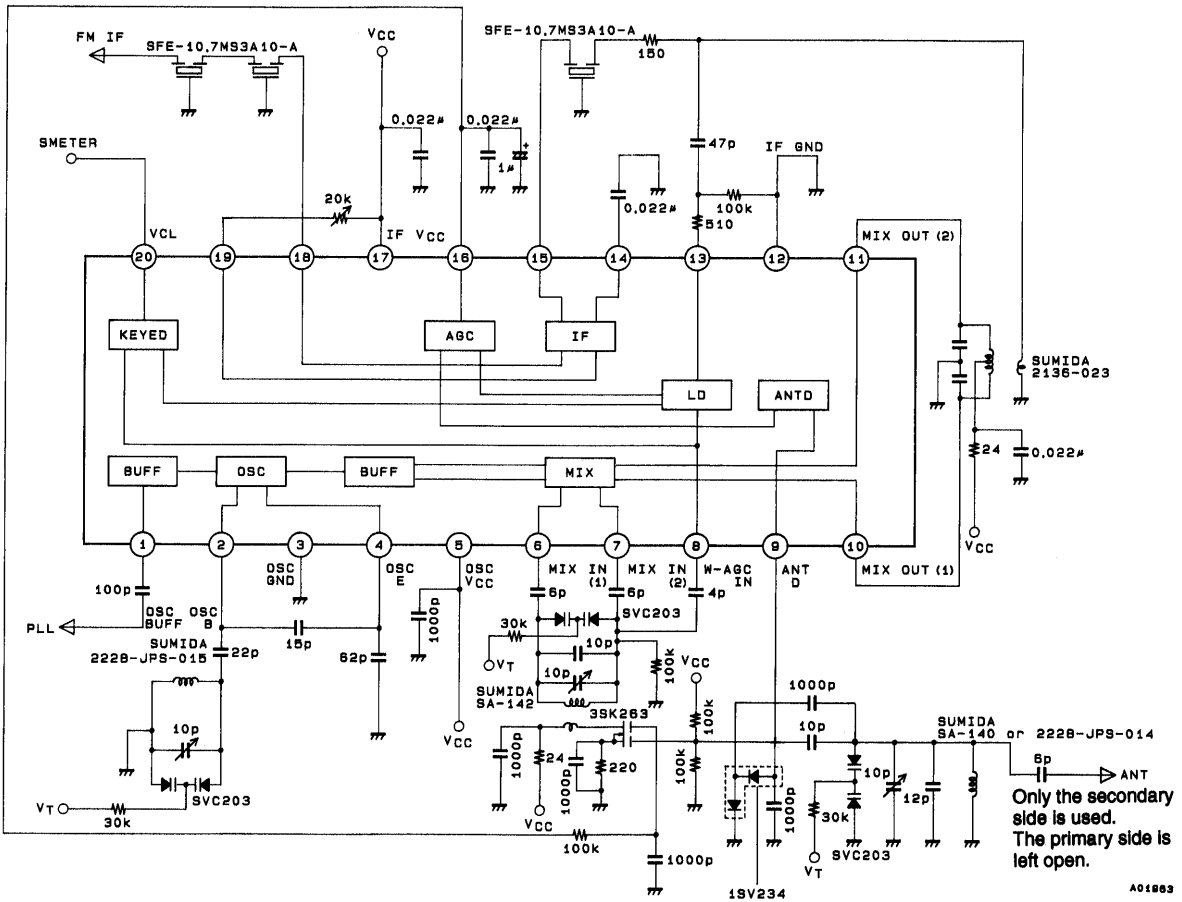 FM IF
SFE-10.7MS3A10-A
VCC
SFE-10.7MS3A10-A
150
0.022μ
0.022μ
1μ
+
47p
IF GND
SMETER
20k
0.022μ
100k
510
VCL
IF VCC
MIX OUT (2)
20
19
18
17
16
15
14
13
12
11
KEYED
AGC
IF
LD
ANTD
SUMIDA
2136-023
BUFF
OSC
BUFF
MIX
24
0.022μ
VCC
1
2
3
4
5
6
7
8
9
10
100p
OSC
BUFF
OSC
B
OSC
GND
OSC
E
OSC
VCC
MIX IN
(1)
MIX IN
(2)
W-AGC
IN
ANT
D
MIX OUT (1)
PLL
SUMIDA
2228-JPS-015
22p
15p
62p
1000p
6p
6p
4p
SVC203
30k
VT
10p
10p
100k
SUMIDA
SA-142
VCC
100k
3SK263
1000p
10p
SUMIDA
SA-140 or 2228-JPS-014
6p
ANT
10p
SVC203
VT
30k
VCC
1000p
24
VCC
1000p
220
100k
100k
1000p
1000p
1SV234
30k
VT
SVC203
10p
12p
Only the secondary
side is used.
The primary side is
left open.
A01963